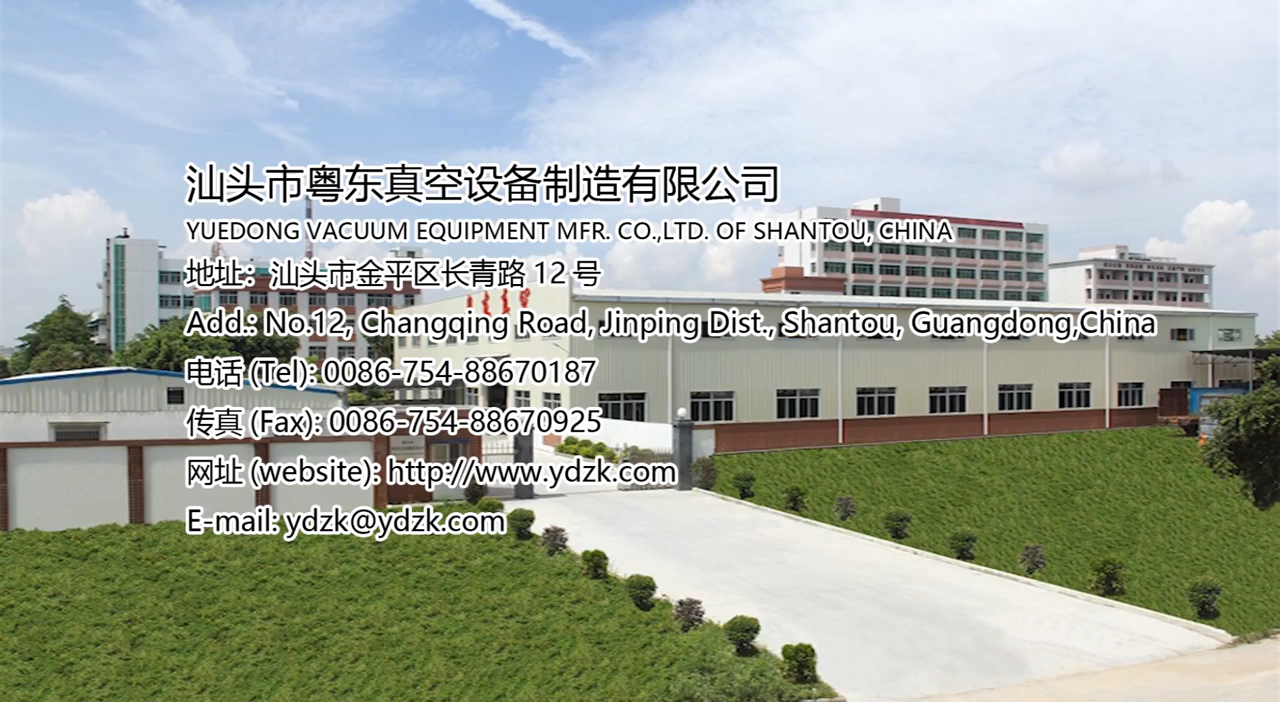 汕头市粤东真空设备制造有限公司
YUEDONG VACUUM EQUIPMENT MFR. CO.,LTD. OF SHANTOU, CHINA
地址：汕头市金平区长青路 12 号
Add.: No.12, Changqing Road, Jinping Dist., Shantou, Guangdong,China
电话 (Tel): 0086-754-88670187
传真 (Fax): 0086-754-88670925
网址 (website): http://www.ydzk.com
E-mail: ydzk@ydzk.com